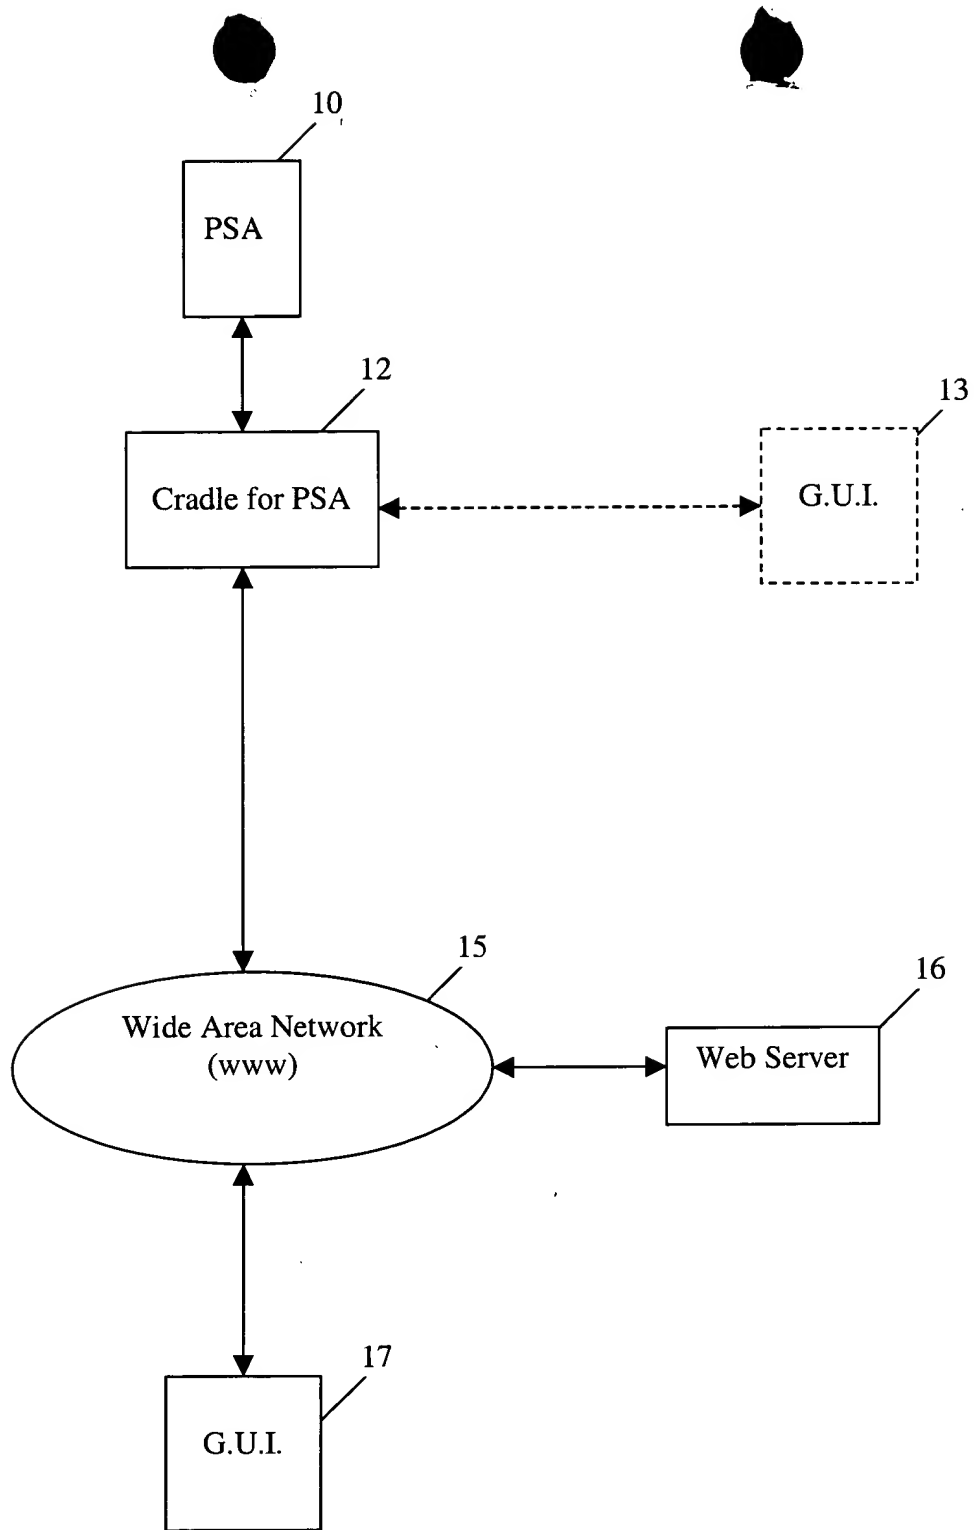 10
PSA
12
13
Cradle for PSA
G.U.I.
15
16
Wide Area Network
(www)
Web Server
17
G.U.I.